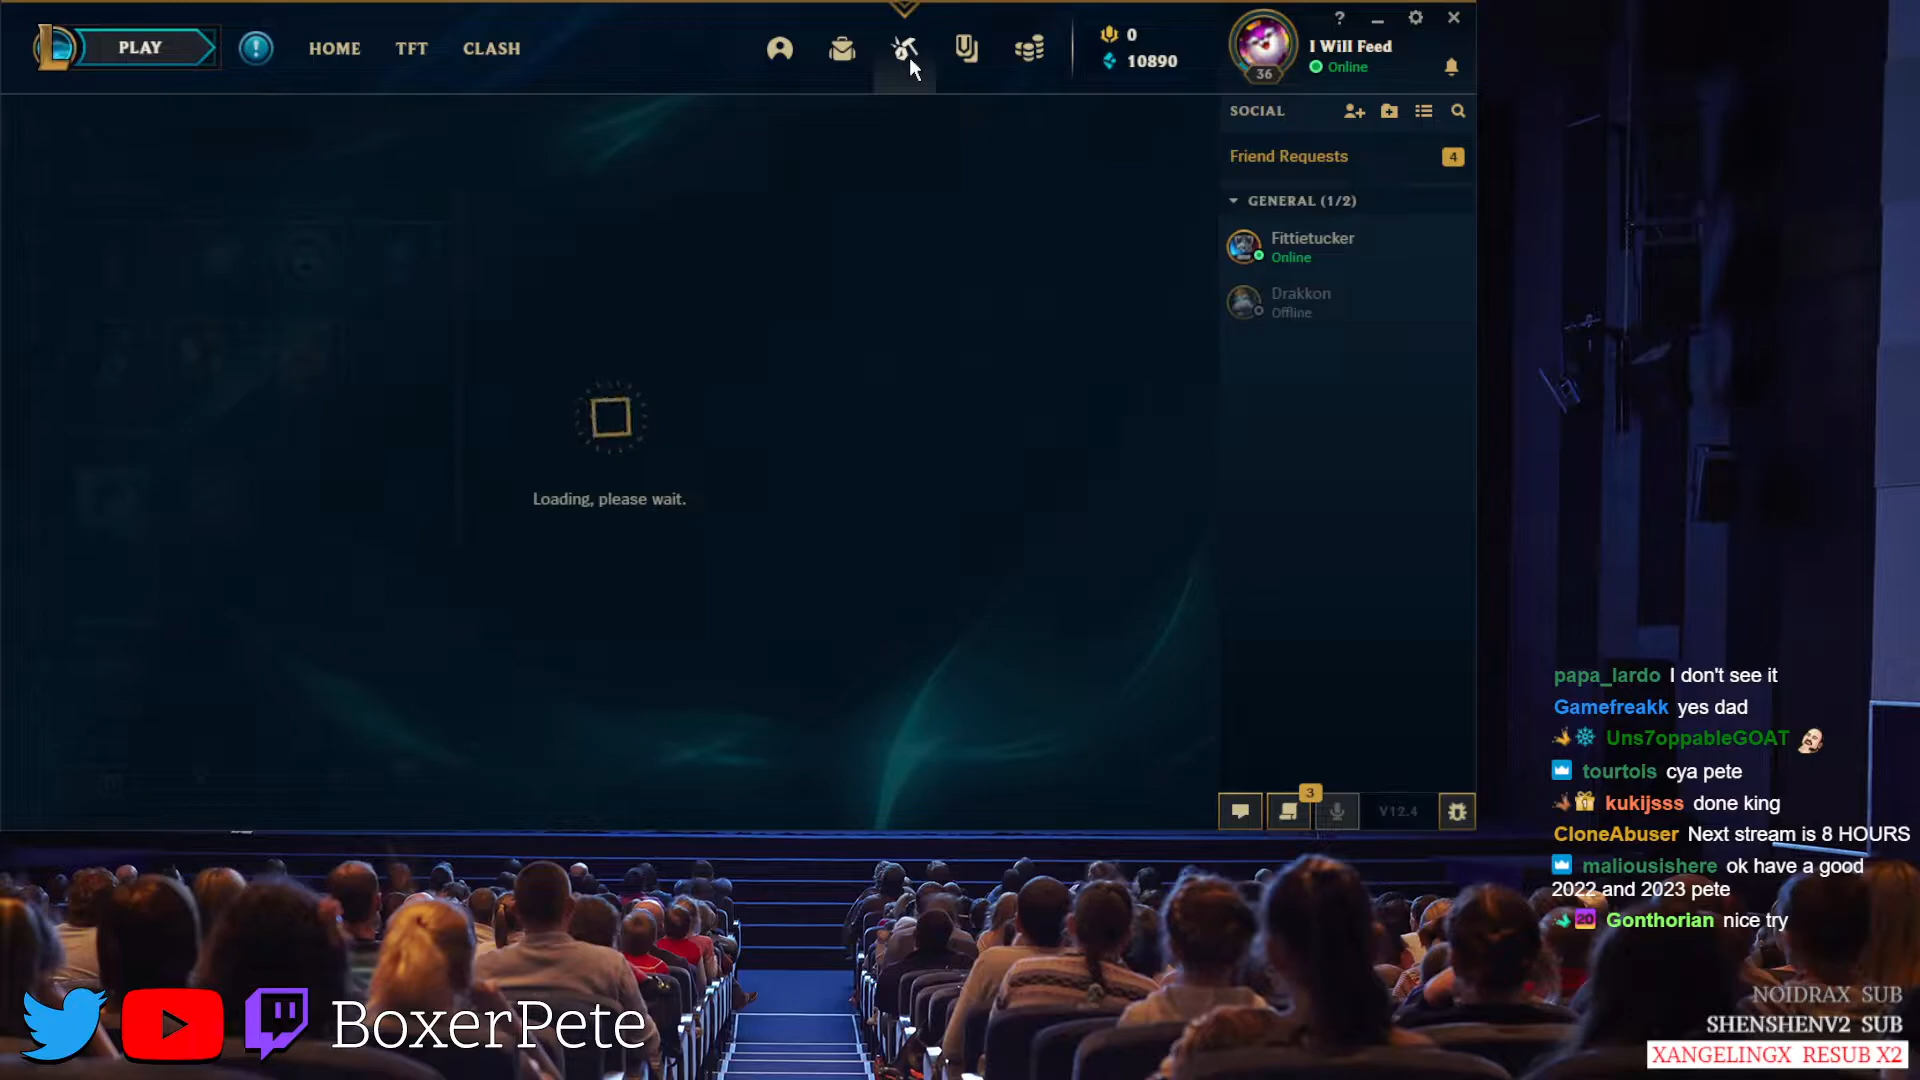 PLAY
HOME
TFT
CLASH
0
10890
36
?
I Will Feed
Online
SOCIAL
Friend Requests
4
GENERAL (1/2)
Fittietucker
Online
Drakkon
Offline
Loading, please wait.
3
V12.4
papa_lardo I don't see it
Gamefreakk yes dad
Uns7oppableGOAT
tourtois cya pete
kukijsss done king
CloneAbuser Next stream is 8 HOURS
maliousishere ok have a good
2022 and 2023 pete
20 Gonthorian nice try
BoxerPete
NOIDRAX SUB
SHENSHENV2 SUB
XANGELINGX RESUB X2